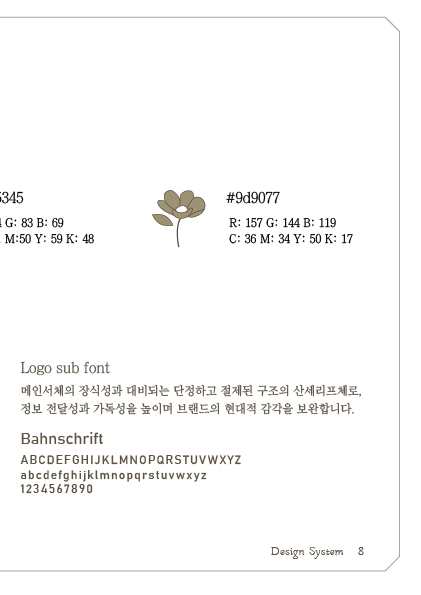 5345
#9d9077
G: 83 B: 69
R: 157 G: 144 B: 119
M:50 Y: 59 K: 48
C: 36 M: 34 Y: 50 K: 17
Logo sub font
메인서체의 장식성과 대비되는 단정하고 절제된 구조의 산세리프체로,
정보 전달성과 가독성을 높이며 브랜드의 현대적 감각을 보완합니다.
Bahnschrift
ABCDEFGHIJKLMNOPQRSTUVWXYZ
abcdefghijklmnopqrstuvwxyz
1234567890
Design System 8